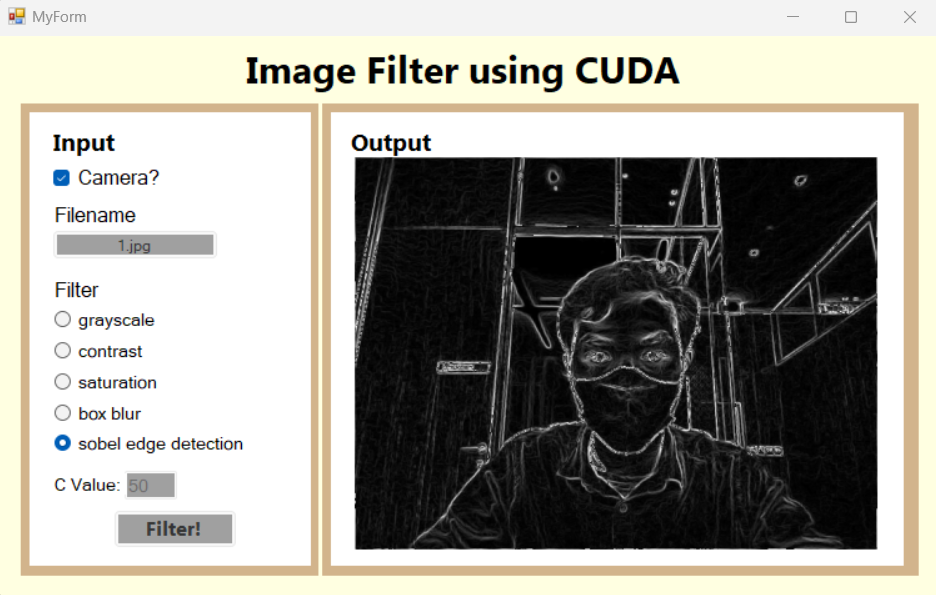 MyForm
Image Filter using CUDA
Input
Camera?
Filename
1.jpg
Filter
grayscale
contrast
saturation
box blur
sobel edge detection
C Value: 50
Filter!
Output